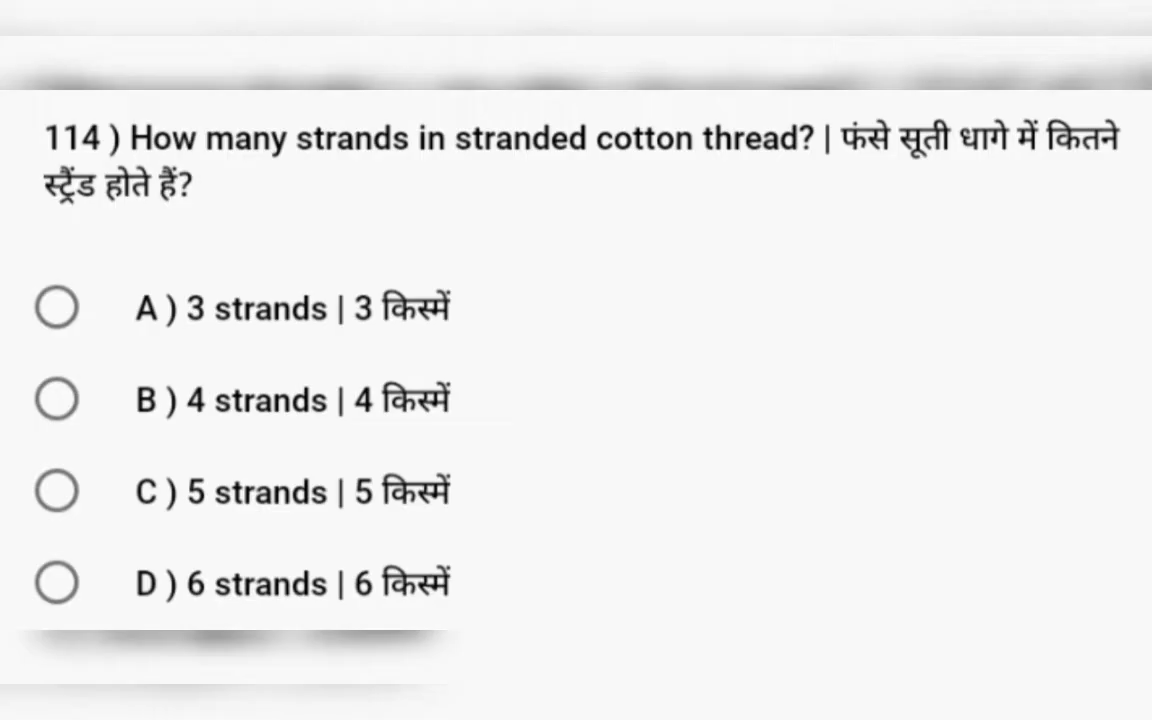 114 ) How many strands in stranded cotton thread? | फंसे सूती धागे में कितने
स्ट्रैंड होते हैं?
A ) 3 strands | 3 किस्में
B ) 4 strands | 4 किस्में
C ) 5 strands | 5 किस्में
D ) 6 strands | 6 किस्में